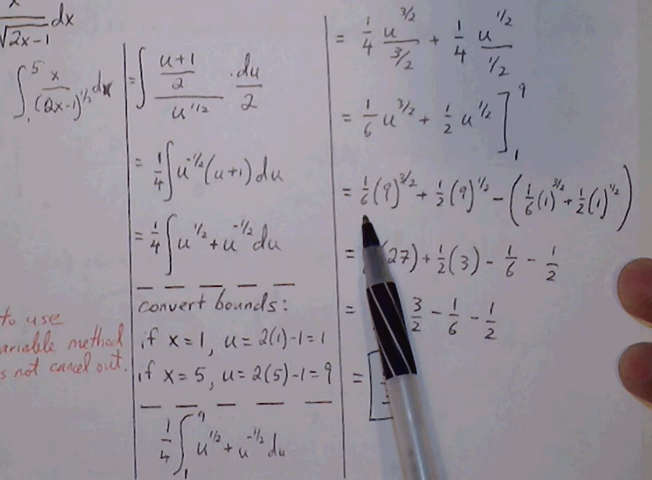 x/√(2x-1) dx
∫₁⁵ x/(2x-1)^1/2 dx
to use
variable method
s not cancel out.
= ∫ ((u+1)/2)/u^1/2 · du/2
= 1/4 ∫ u^-1/2 (u+1) du
= 1/4 ∫ u^1/2 + u^-1/2 du
convert bounds:
if x = 1, u = 2(1)-1 = 1
if x = 5, u = 2(5)-1 = 9
1/4 ∫₁⁹ u^1/2 + u^-1/2 du
= 1/4 u^3/2/(3/2) + 1/4 u^1/2/(1/2)
= 1/6 u^3/2 + 1/2 u^1/2 ]₁⁹
= 1/6 (9)^3/2 + 1/2 (9)^1/2 - (1/6 (1)^3/2 + 1/2 (1)^1/2)
= (27) + 1/2 (3) - 1/6 - 1/2
= 3/2 - 1/6 - 1/2
=